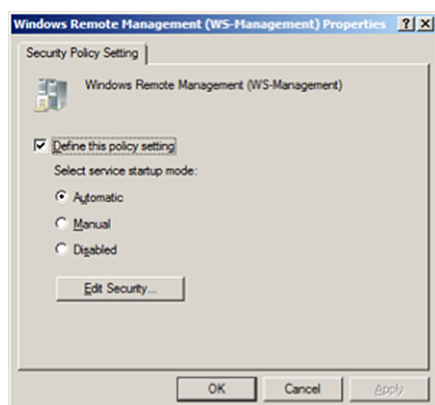 Windows Remote Management (WS-Management) Properties
Security Policy Setting
Windows Remote Management (WS-Management)
Define this policy setting
Select service startup mode:
Automatic
Manual
Disabled
Edit Security...
OK Cancel Apply